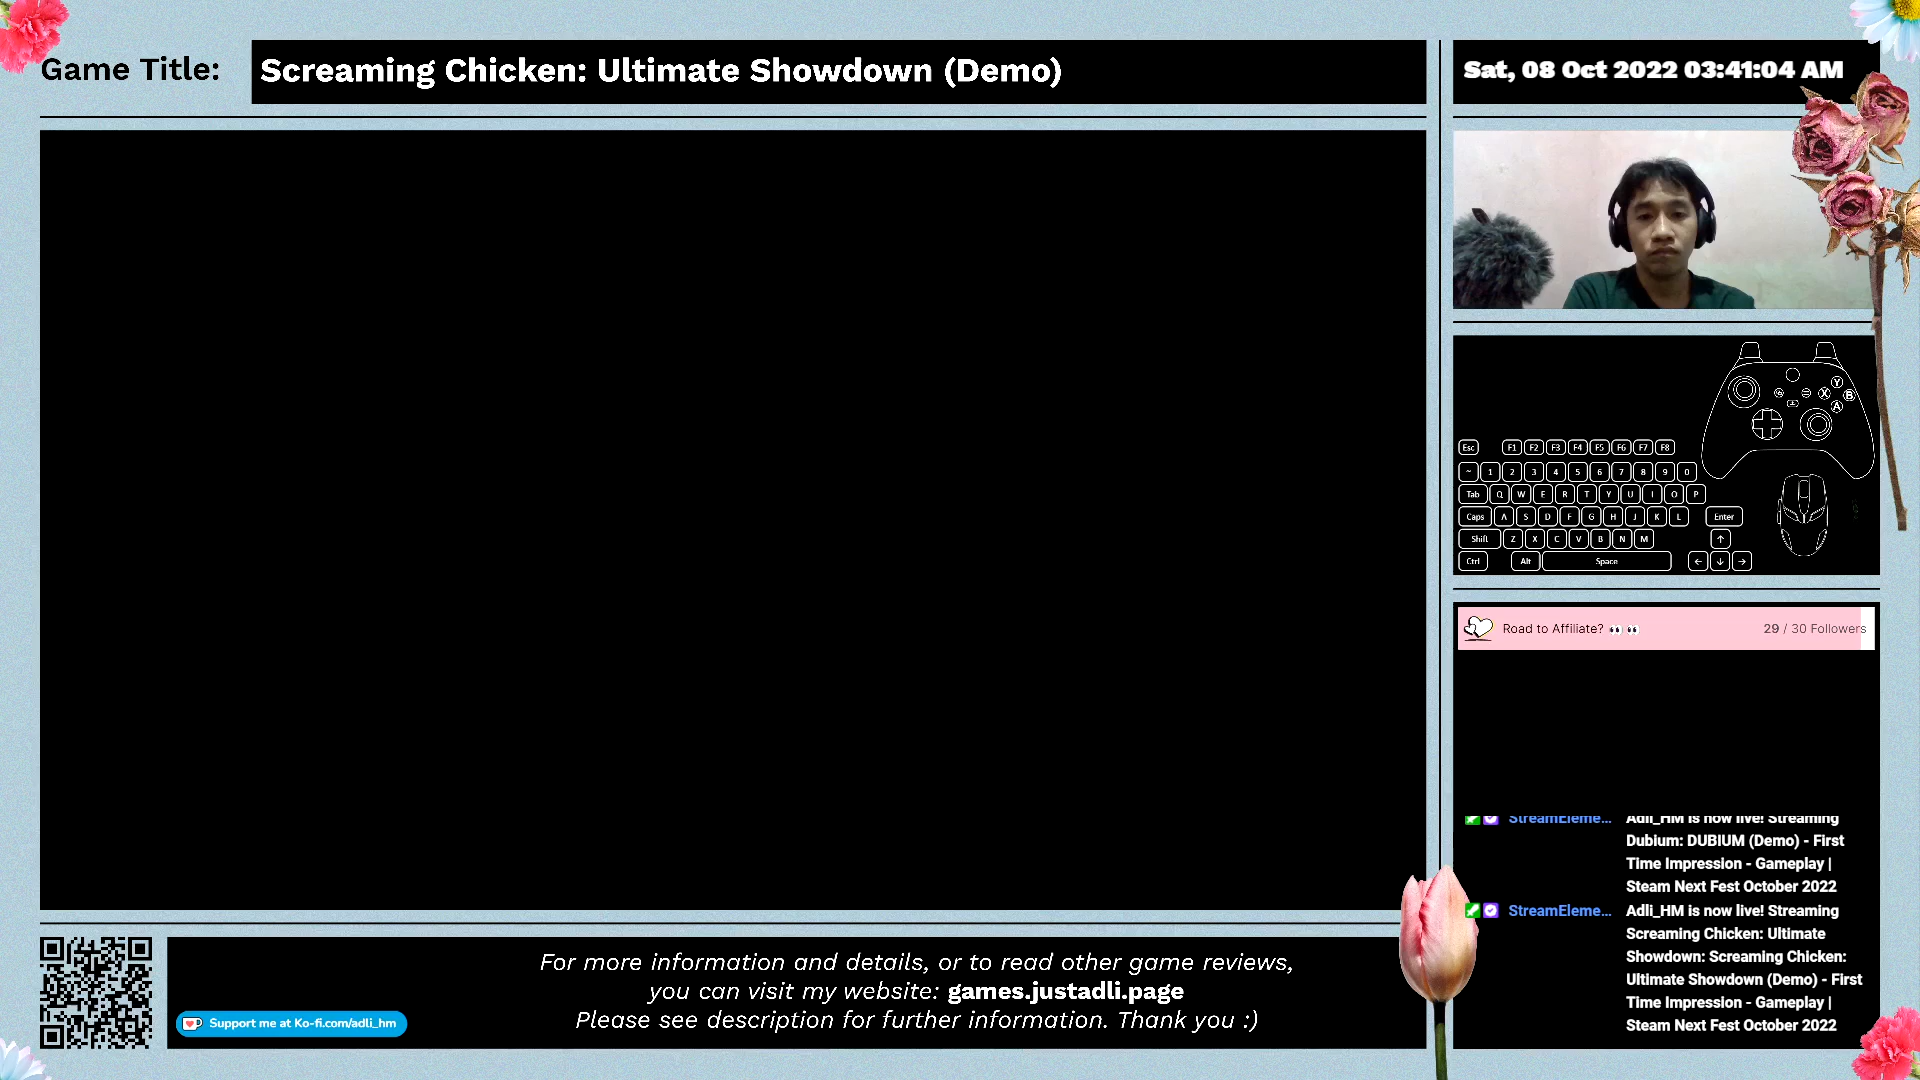 Game Title:
Screaming Chicken: Ultimate Showdown (Demo)
Sat, 08 Oct 2022 03:41:04 AM
Y
X B
A
Esc F1 F2 F3 F4 F5 F6 F7 F8
~ 1 2 3 4 5 6 7 8 9 0
Tab Q W E R T Y U I O P
Caps A S D F G H J K L Enter
Shift Z X C V B N M ↑
Ctrl Alt Space ← ↓ →
Road to Affiliate? 👀 👀 29 / 30 Followers
StreamEleme... Adli_HM is now live! Streaming
Dubium: DUBIUM (Demo) - First
Time Impression - Gameplay |
Steam Next Fest October 2022
StreamEleme... Adli_HM is now live! Streaming
Screaming Chicken: Ultimate
Showdown: Screaming Chicken:
Ultimate Showdown (Demo) - First
Time Impression - Gameplay |
Steam Next Fest October 2022
For more information and details, or to read other game reviews,
you can visit my website: games.justadli.page
Please see description for further information. Thank you :)
Support me at Ko-fi.com/adli_hm